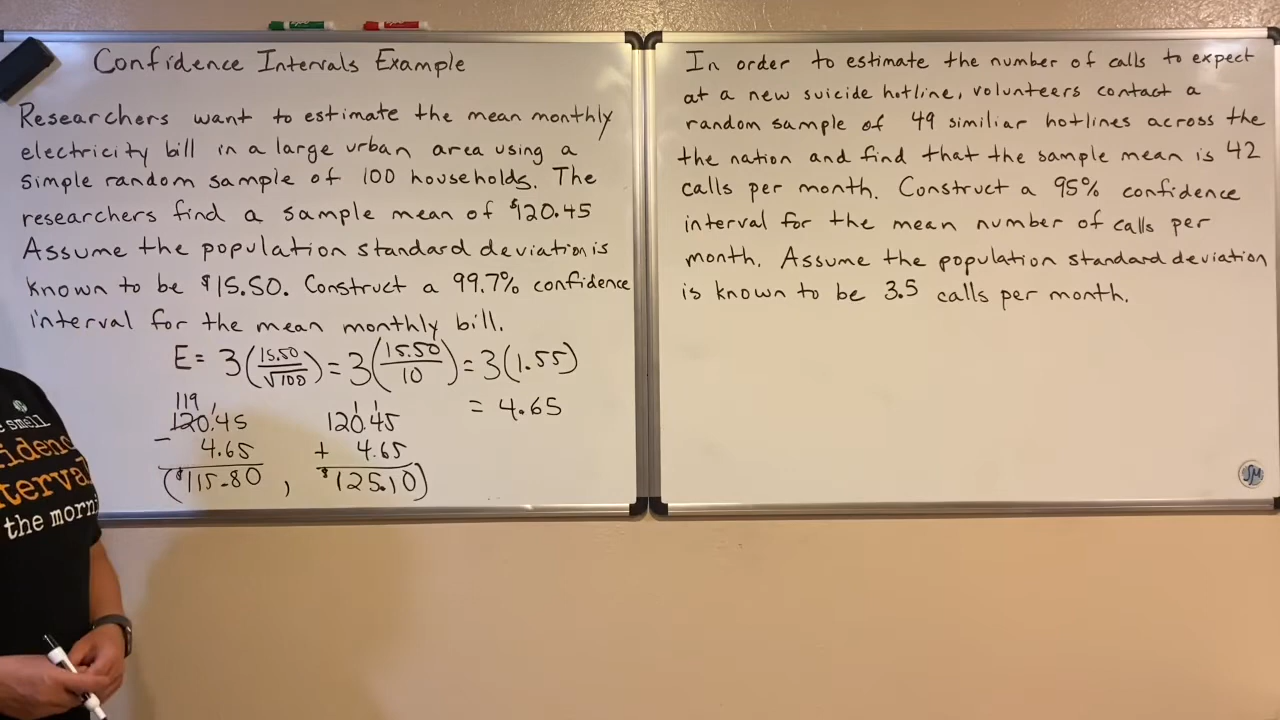 Confidence Intervals Example
Researchers want to estimate the mean monthly
electricity bill in a large urban area using a
simple random sample of 100 households. The
researchers find a sample mean of $120.45
Assume the population standard deviation is
known to be $15.50. Construct a 99.7% confidence
interval for the mean monthly bill.
E = 3(15.50/√100) = 3(15.50/10) = 3(1.55)
= 4.65
119 1
120.45
- 4.65
($115.80 ,
1 1
120.45
+ 4.65
$125.10)
In order to estimate the number of calls to expect
at a new suicide hotline, volunteers contact a
random sample of 49 similiar hotlines across the
the nation and find that the sample mean is 42
calls per month. Construct a 95% confidence
interval for the mean number of calls per
month. Assume the population standard deviation
is known to be 3.5 calls per month.
SM
smell
the morni